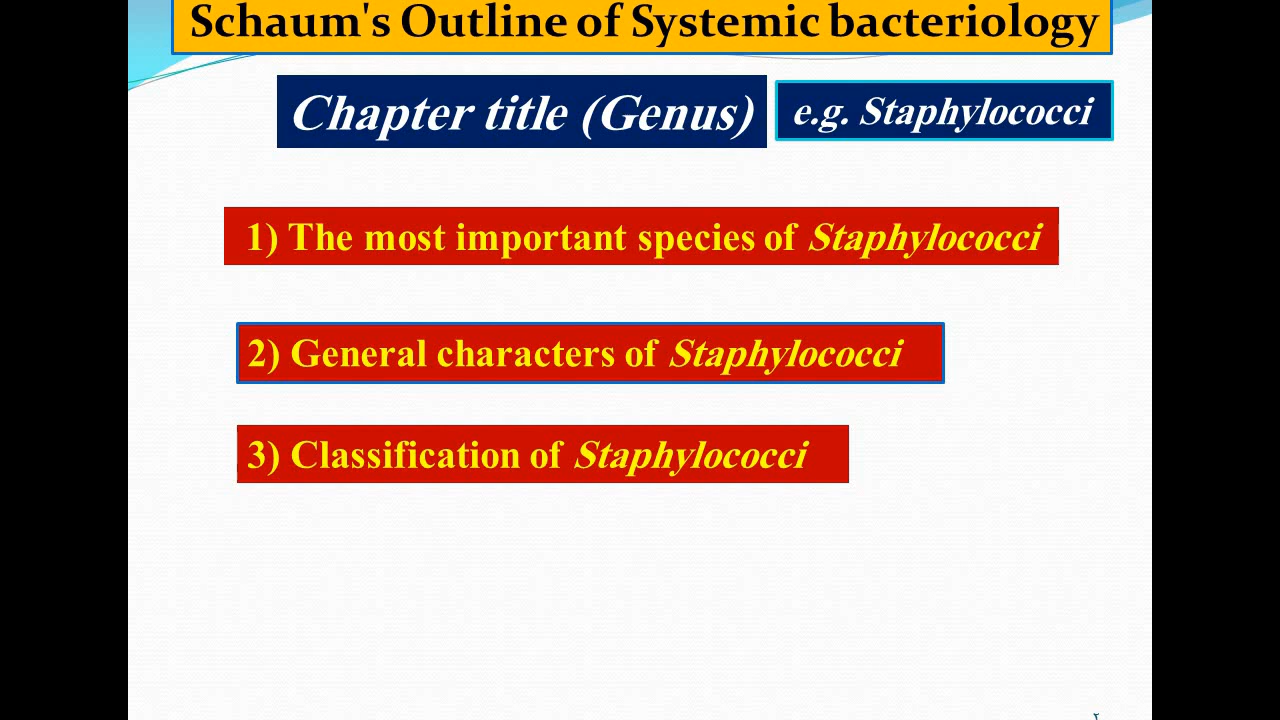 Schaum's Outline of Systemic bacteriology
Chapter title (Genus)
e.g. Staphylococci
1) The most important species of Staphylococci
2) General characters of Staphylococci
3) Classification of Staphylococci
٢